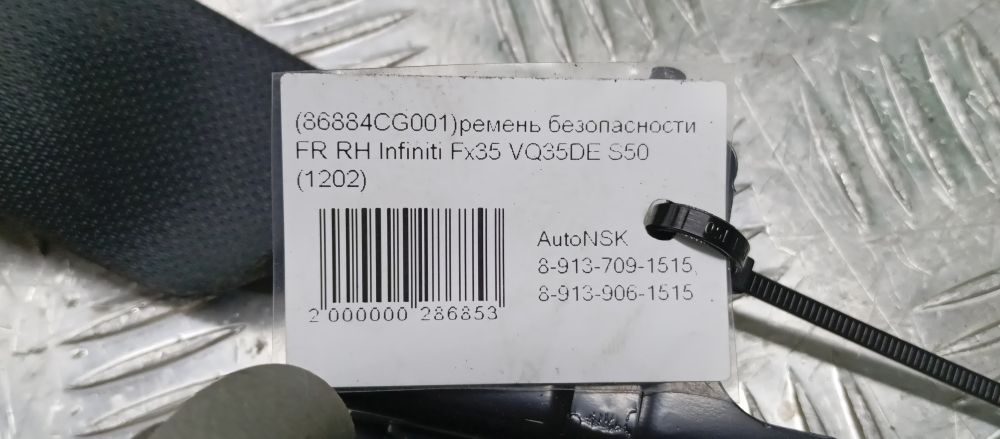 (86884CG001)ремень безопасности
FR RH Infiniti Fx35 VQ35DE S50
(1202)
AutoNSK
8-913-709-1515,
8-913-906-1515
2 000000 286853